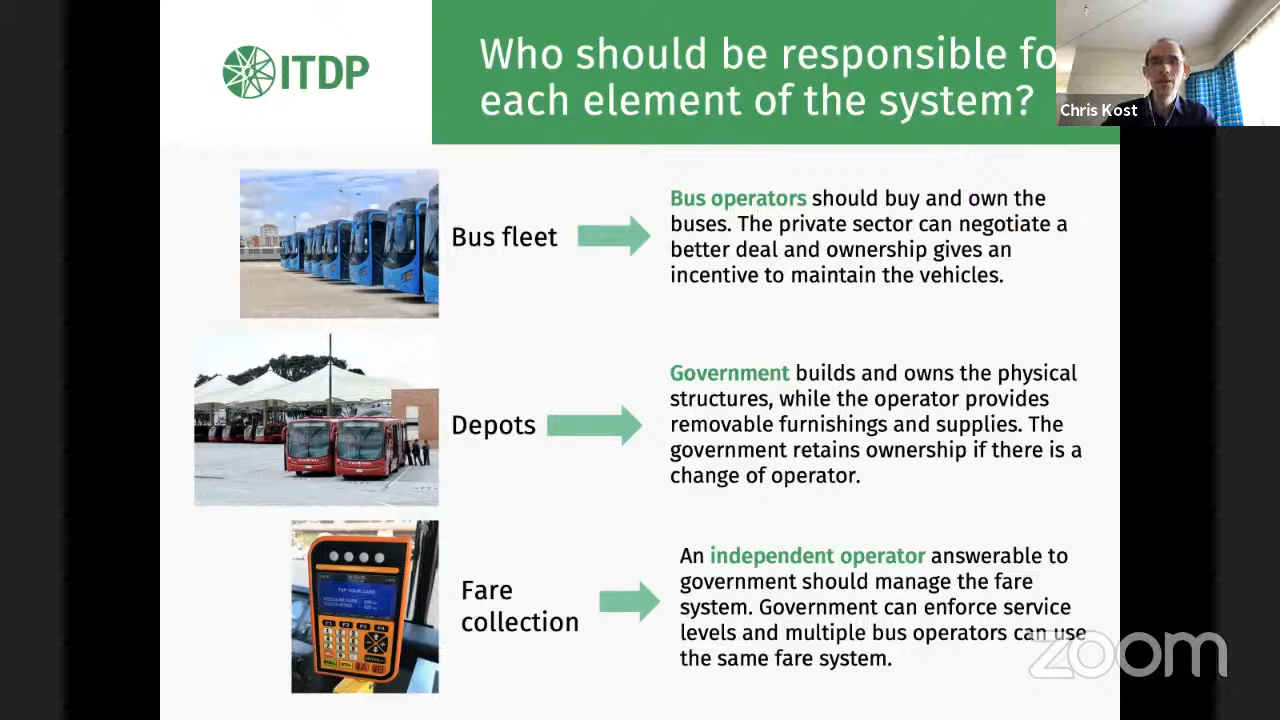 ITDP
Who should be responsible fo
each element of the system?
Chris Kost
Bus fleet
Bus operators should buy and own the
buses. The private sector can negotiate a
better deal and ownership gives an
incentive to maintain the vehicles.
Depots
Government builds and owns the physical
structures, while the operator provides
removable furnishings and supplies. The
government retains ownership if there is a
change of operator.
TAP YOUR CARD
Fare
collection
An independent operator answerable to
government should manage the fare
system. Government can enforce service
levels and multiple bus operators can use
the same fare system.
zoom